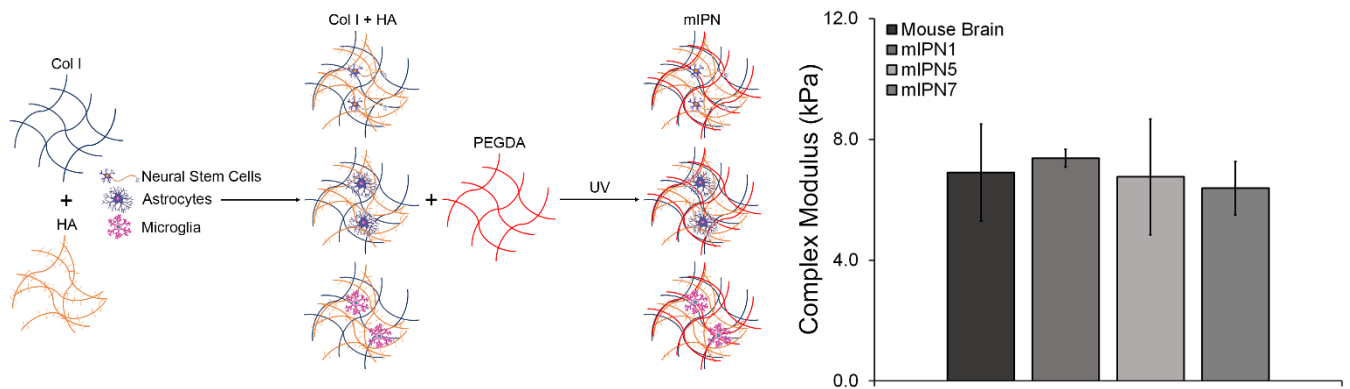 Col I
+
HA
Neural Stem Cells
Astrocytes
Microglia
Col I + HA
+
PEGDA
UV
mIPN
Complex Modulus (kPa)
12.0
8.0
4.0
0.0
Mouse Brain
mIPN1
mIPN5
mIPN7